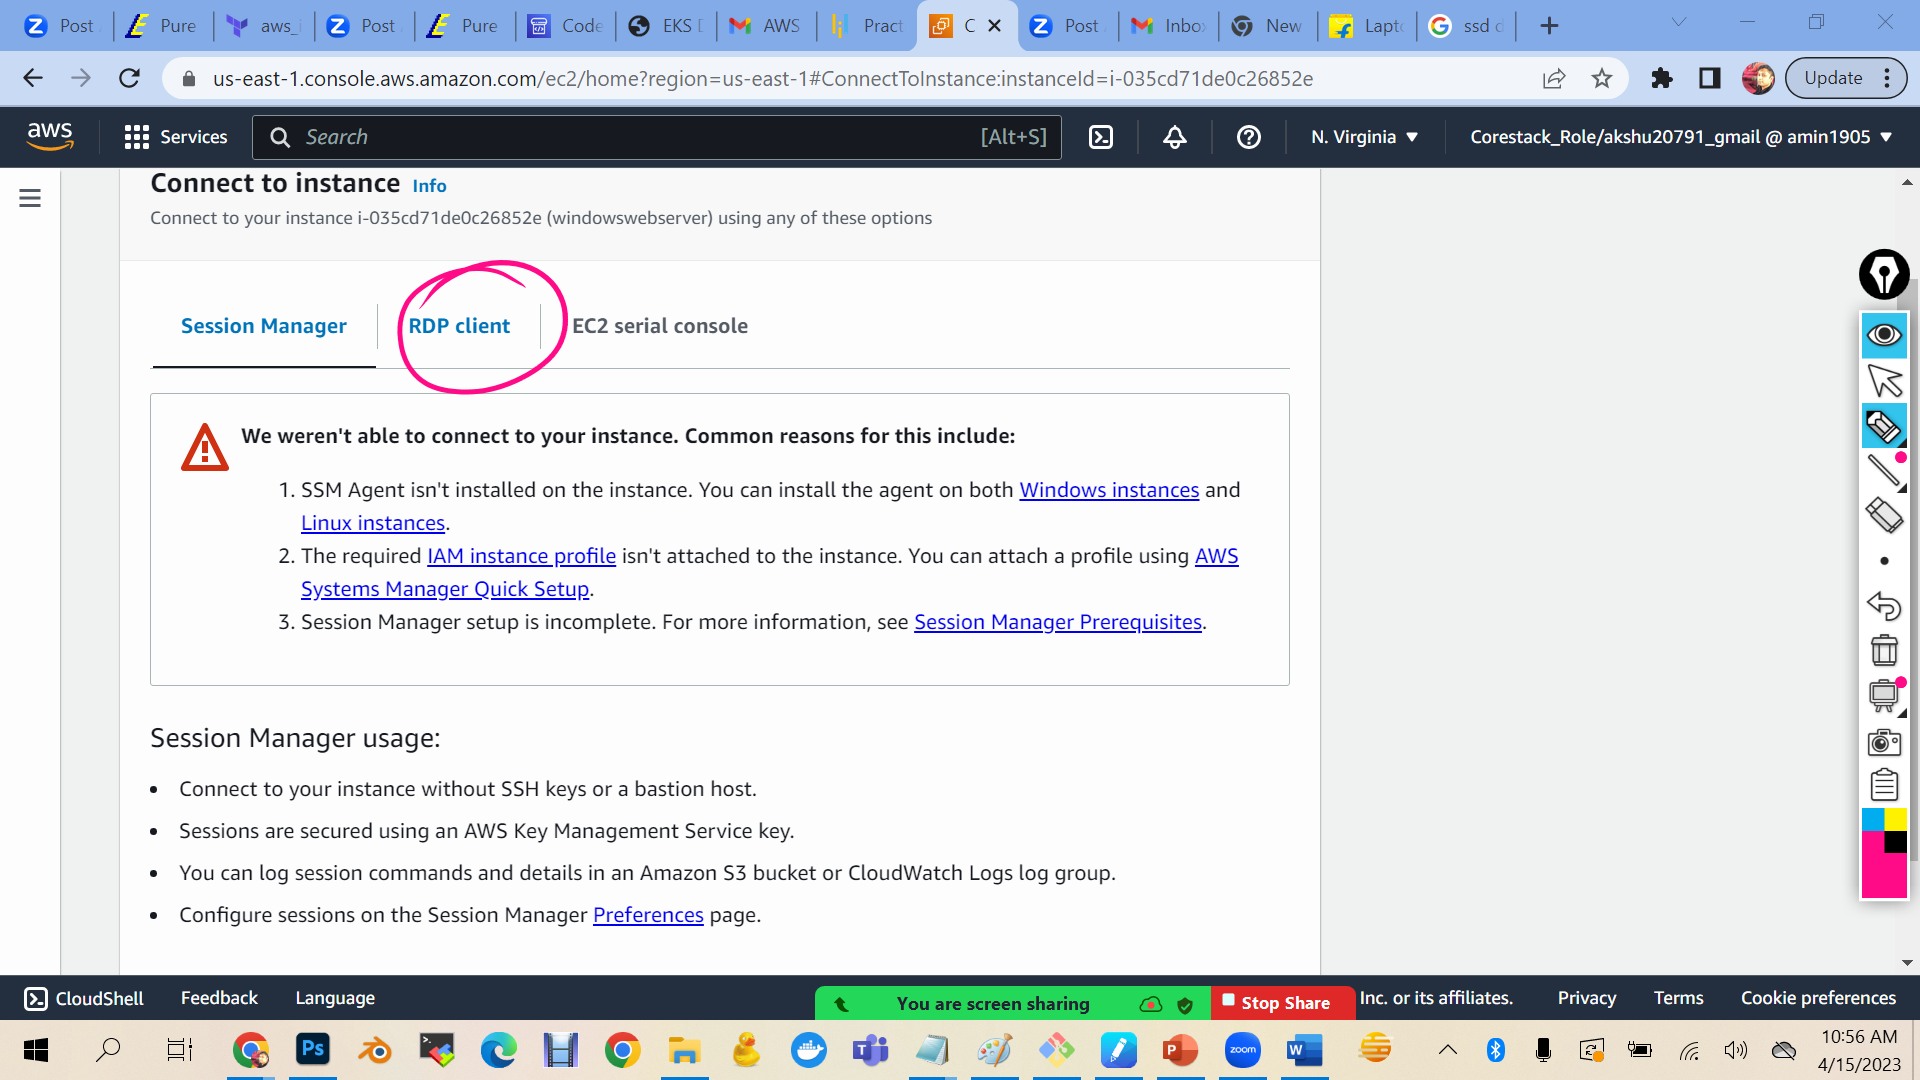 Post
Pure
aws_i
Post
Pure
Code
EKS D
AWS
Pract
C
Post
Inbo
New
Lapto
ssd d
us-east-1.console.aws.amazon.com/ec2/home?region=us-east-1#ConnectToInstance:instanceId=i-035cd71de0c26852e
Update
aws
Services
Search
[Alt+S]
N. Virginia
Corestack_Role/akshu20791_gmail @ amin1905
Connect to instance Info
Connect to your instance i-035cd71de0c26852e (windowswebserver) using any of these options
Session Manager
RDP client
EC2 serial console
We weren't able to connect to your instance. Common reasons for this include:
1. SSM Agent isn't installed on the instance. You can install the agent on both Windows instances and
Linux instances.
2. The required IAM instance profile isn't attached to the instance. You can attach a profile using AWS
Systems Manager Quick Setup.
3. Session Manager setup is incomplete. For more information, see Session Manager Prerequisites.
Session Manager usage:
• Connect to your instance without SSH keys or a bastion host.
• Sessions are secured using an AWS Key Management Service key.
• You can log session commands and details in an Amazon S3 bucket or CloudWatch Logs log group.
• Configure sessions on the Session Manager Preferences page.
CloudShell
Feedback
Language
You are screen sharing
Stop Share
Inc. or its affiliates.
Privacy
Terms
Cookie preferences
Ps
zoom
10:56 AM
4/15/2023